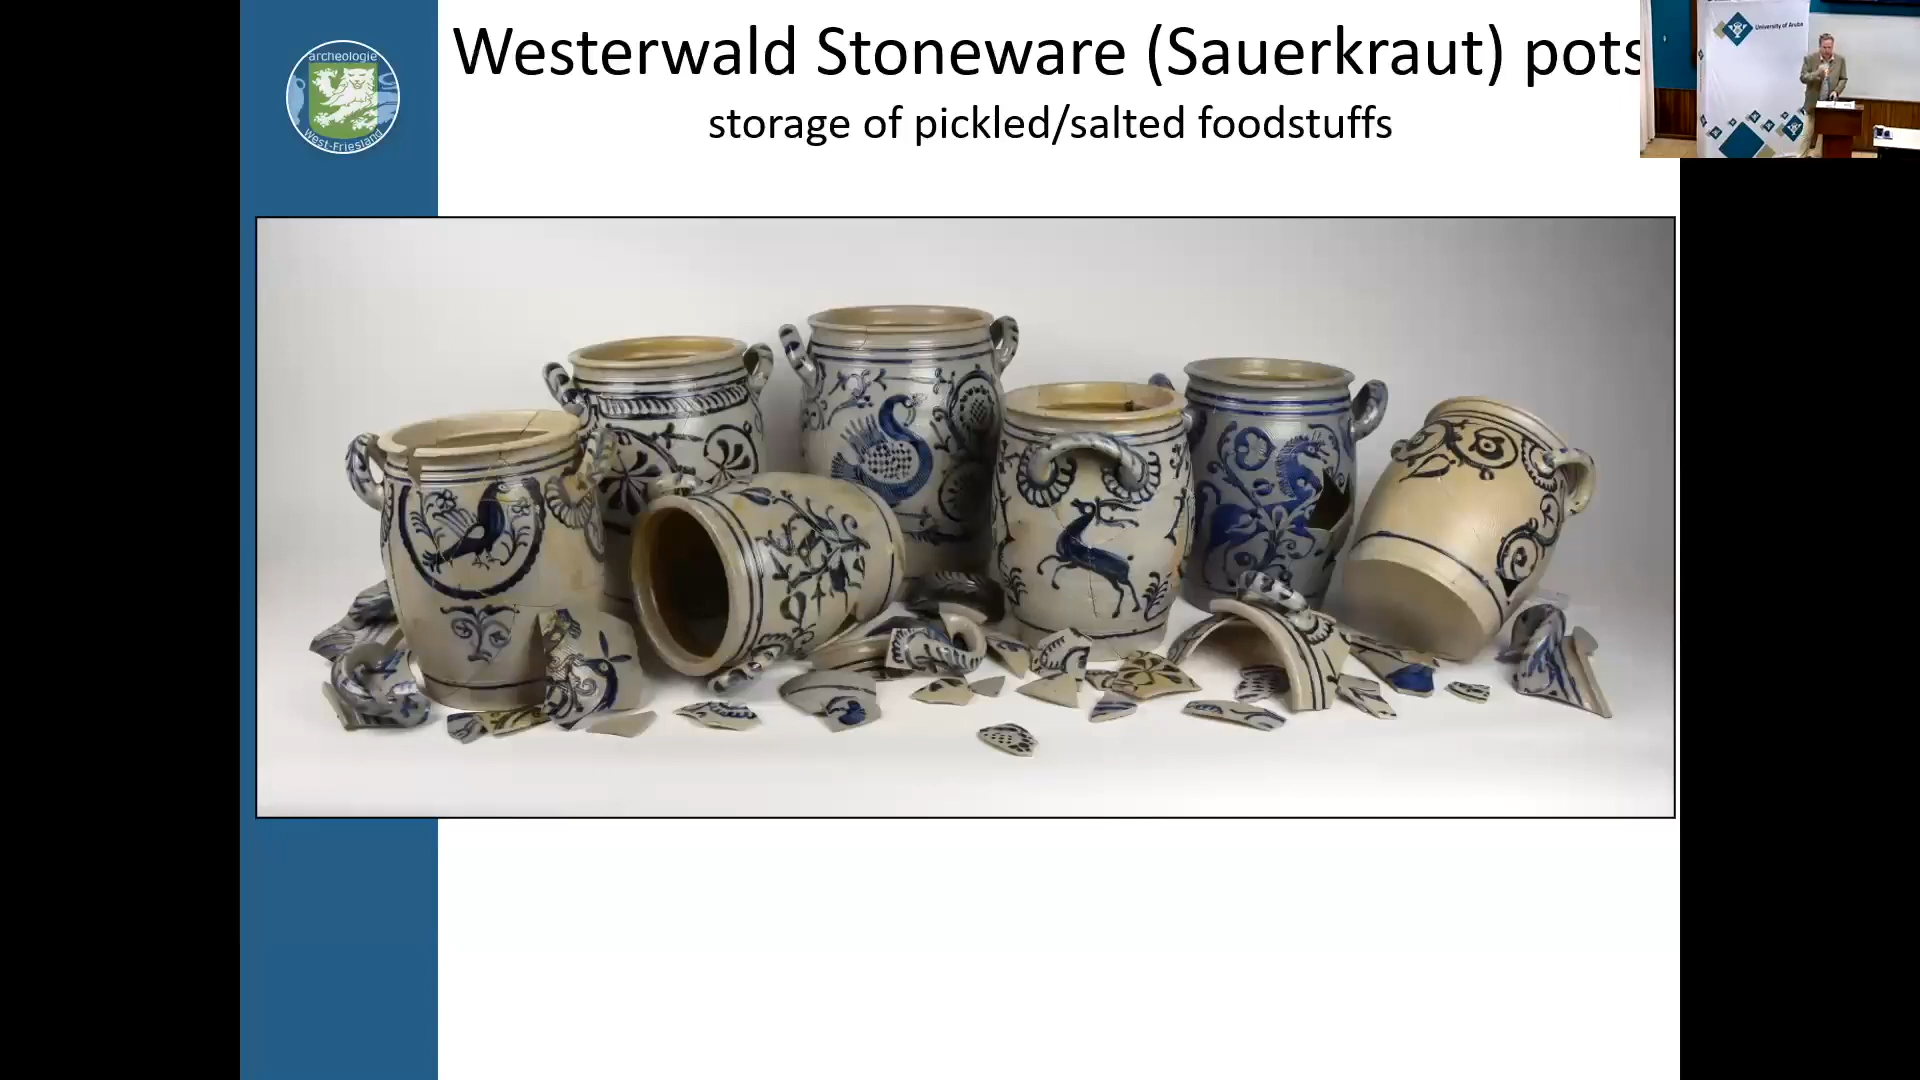 Westerwald Stoneware (Sauerkraut) pots
storage of pickled/salted foodstuffs
archeologie
West-Friesland
University of Aruba